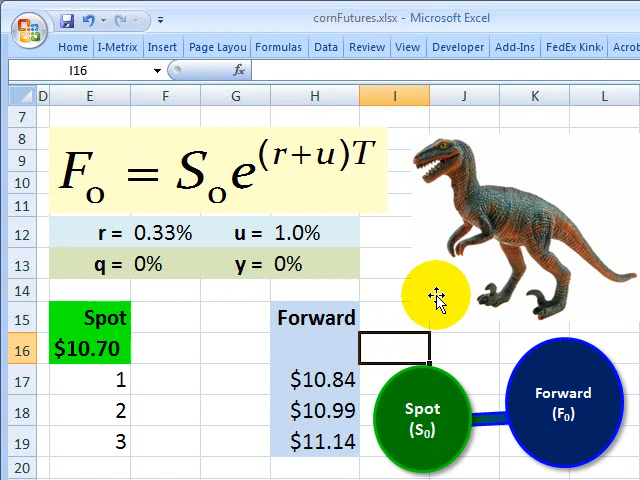 cornFutures.xlsx - Microsoft Excel
Home I-Metrix Insert Page Layou Formulas Data Review View Developer Add-Ins FedEx Kink Acrob
I16 fx
D E F G H I J K L
7
8
9
10
11
F₀ = S₀e^(r+u)T
12 r = 0.33% u = 1.0%
13 q = 0% y = 0%
14
15 Spot Forward
16 $10.70
17 1 $10.84
18 2 $10.99
19 3 $11.14
20
Spot
(S₀)
Forward
(F₀)